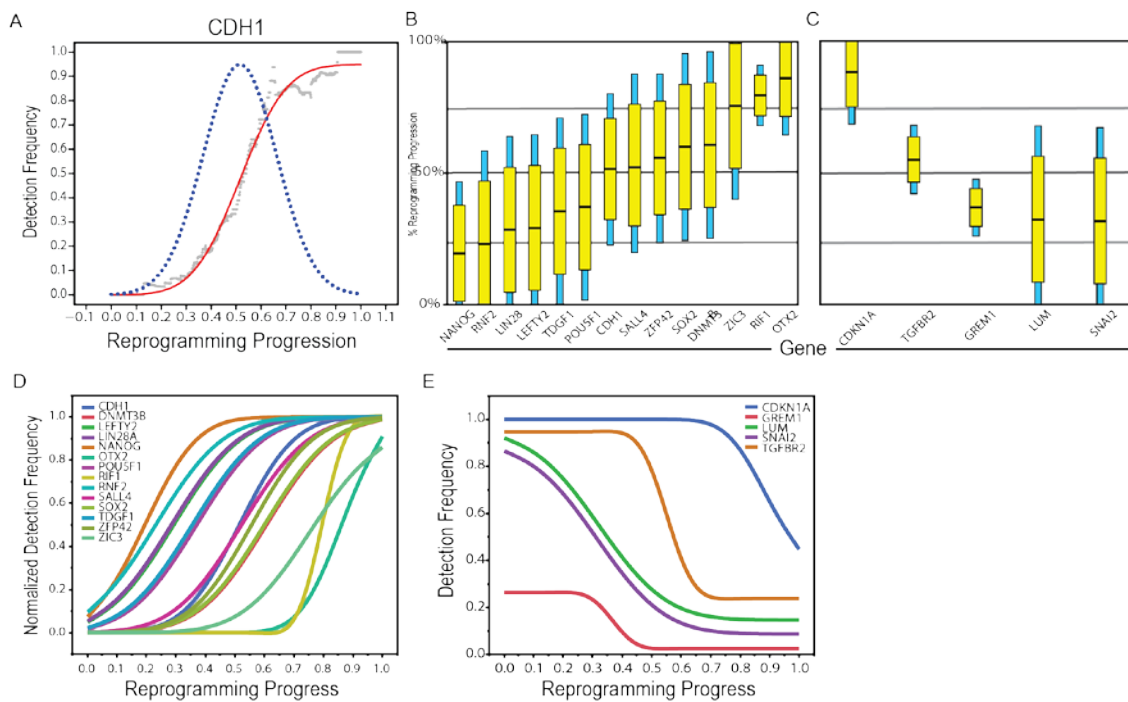 A
CDH1
Detection Frequency
1.0
0.9
0.8
0.7
0.6
0.5
0.4
0.3
0.2
0.1
0.0
−0.1 0.0 0.1 0.2 0.3 0.4 0.5 0.6 0.7 0.8 0.9 1.0 1.1
Reprogramming Progression
B
% Reprogramming Progression
100%
50%
0%
NANOG RNF2 LIN28 LEFTY2 TDGF1 POU5F1 CDH1 SALL4 ZFP42 SOX2 DNMT3B ZIC3 RIF1 OTX2
C
CDKN1A TGFBR2 GREM1 LUM SNAI2
Gene
D
Normalized Detection Frequency
CDH1
DNMT3B
LEFTY2
LIN28A
NANOG
OTX2
POU5F1
RIF1
RNF2
SALL4
SOX2
TDGF1
ZFP42
ZIC3
1.0
0.8
0.6
0.4
0.2
0.0
0.0 0.1 0.2 0.3 0.4 0.5 0.6 0.7 0.8 0.9 1.0
Reprogramming Progress
E
Detection Frequency
CDKN1A
GREM1
LUM
SNAI2
TGFBR2
1.0
0.8
0.6
0.4
0.2
0.0
0.0 0.1 0.2 0.3 0.4 0.5 0.6 0.7 0.8 0.9 1.0
Reprogramming Progress